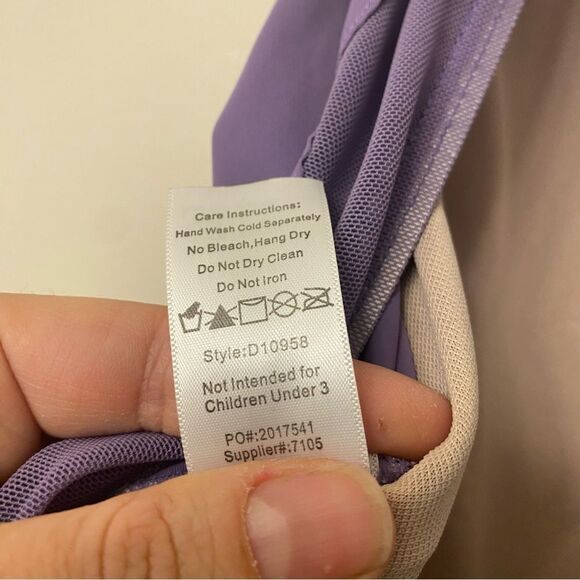 Care Instructions:
Hand Wash Cold Separately
No Bleach,Hang Dry
Do Not Dry Clean
Do Not Iron
Style:D10958
Not Intended for
Children Under 3
PO#:2017541
Supplier#:7105